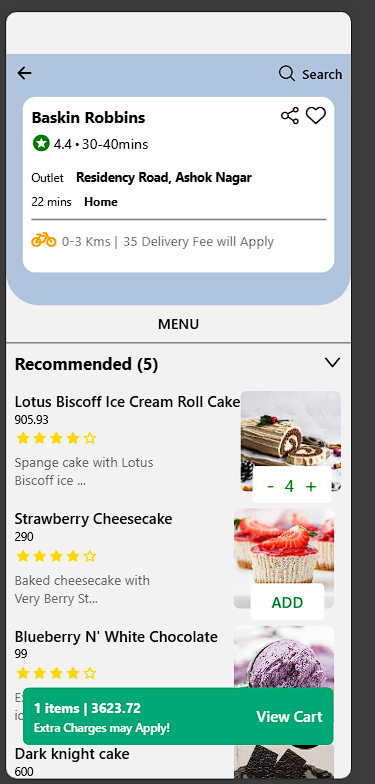 Search
Baskin Robbins
4.4 • 30-40mins
Outlet Residency Road, Ashok Nagar
22 mins Home
0-3 Kms | 35 Delivery Fee will Apply
MENU
Recommended (5)
Lotus Biscoff Ice Cream Roll Cake
905.93
Spange cake with Lotus
Biscoff ice ...
- 4 +
Strawberry Cheesecake
290
Baked cheesecake with
Very Berry St...
ADD
Blueberry N' White Chocolate
99
1 items | 3623.72
Extra Charges may Apply!
View Cart
Dark knight cake
600